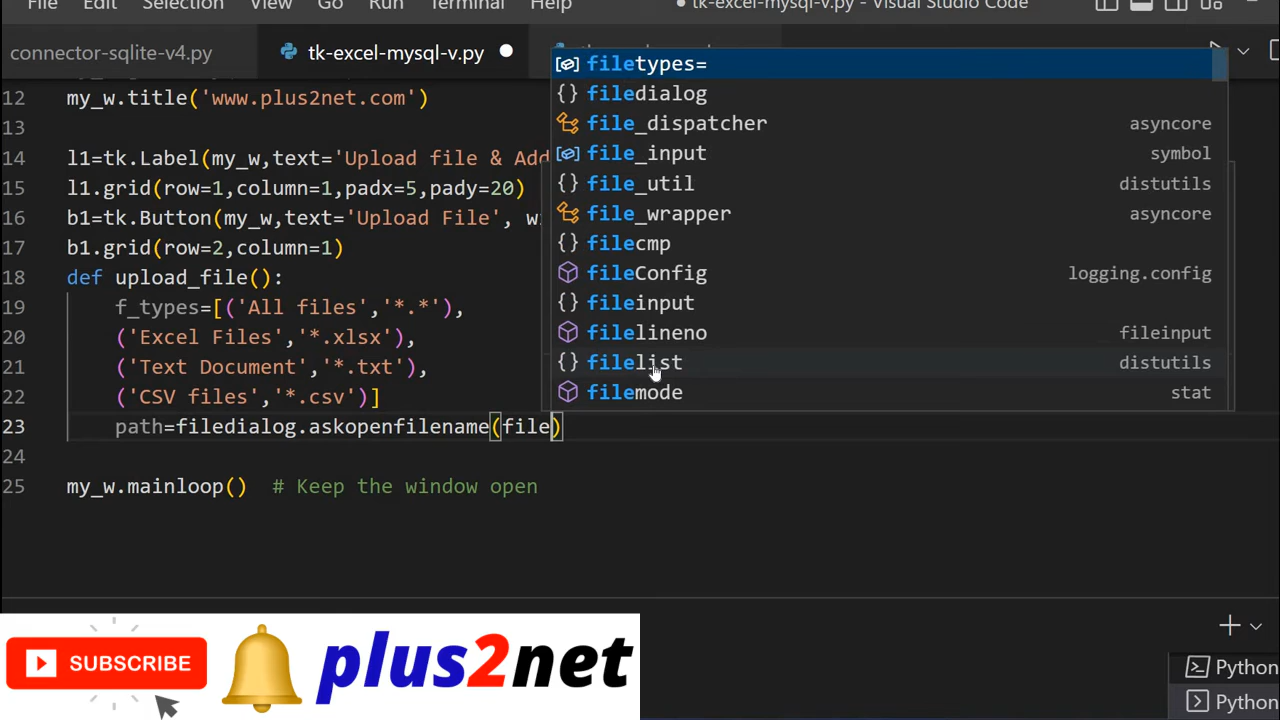 File Edit Selection View Go Run Terminal Help tk-excel-mysql-v.py - Visual Studio Code
connector-sqlite-v4.py tk-excel-mysql-v.py
12 my_w.title('www.plus2net.com')
13
14 l1=tk.Label(my_w,text='Upload file & Add
15 l1.grid(row=1,column=1,padx=5,pady=20)
16 b1=tk.Button(my_w,text='Upload File', wi
17 b1.grid(row=2,column=1)
18 def upload_file():
19 f_types=[('All files','*.*'),
20 ('Excel Files','*.xlsx'),
21 ('Text Document','*.txt'),
22 ('CSV files','*.csv')]
23 path=filedialog.askopenfilename(file)
24
25 my_w.mainloop() # Keep the window open
filetypes=
filedialog
file_dispatcher asyncore
file_input symbol
file_util distutils
file_wrapper asyncore
filecmp
fileConfig logging.config
fileinput
filelineno fileinput
filelist distutils
filemode stat
SUBSCRIBE
plus2net
Python
Python